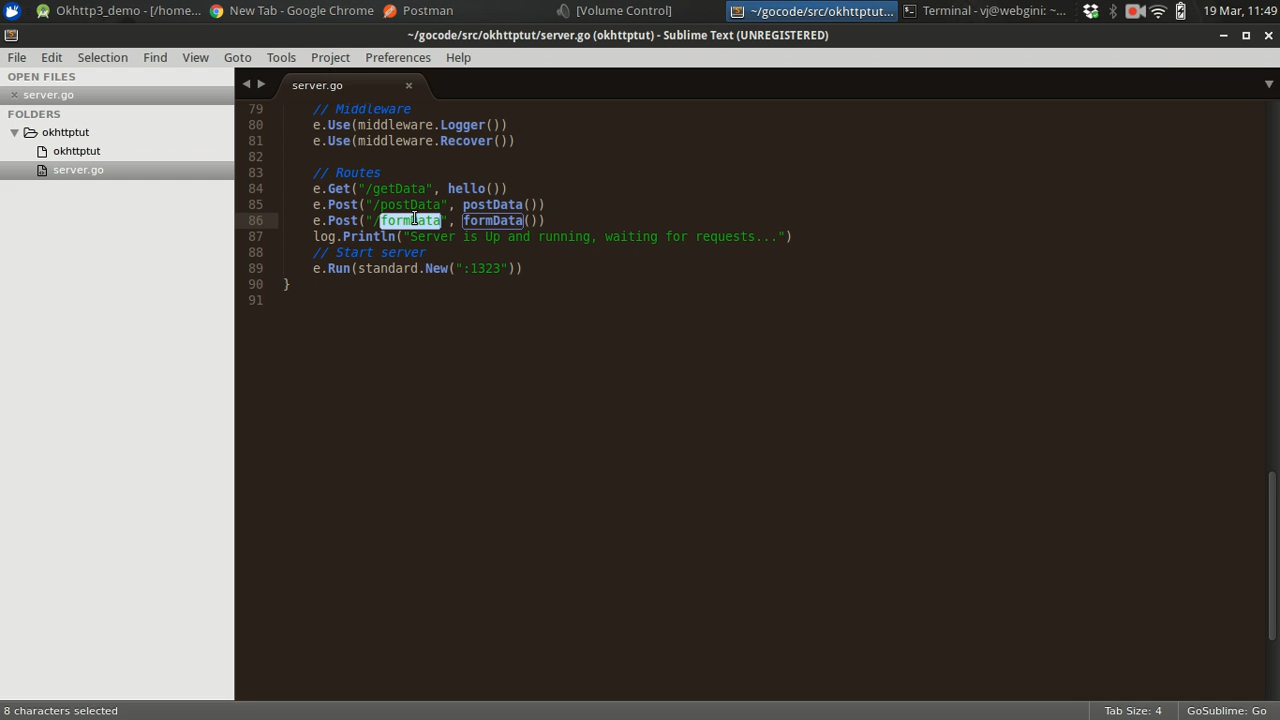 Okhttp3_demo - [/home... New Tab - Google Chrome Postman [Volume Control] ~/gocode/src/okhttptut... Terminal - vj@webgini: ~... 19 Mar, 11:49
~/gocode/src/okhttptut/server.go (okhttptut) - Sublime Text (UNREGISTERED)
File Edit Selection Find View Goto Tools Project Preferences Help
OPEN FILES
server.go
FOLDERS
okhttptut
okhttptut
server.go
server.go
79 // Middleware
80 e.Use(middleware.Logger())
81 e.Use(middleware.Recover())
82
83 // Routes
84 e.Get("/getData", hello())
85 e.Post("/postData", postData())
86 e.Post("/formData", formData())
87 log.Println("Server is Up and running, waiting for requests...")
88 // Start server
89 e.Run(standard.New(":1323"))
90 }
91
8 characters selected Tab Size: 4 GoSublime: Go